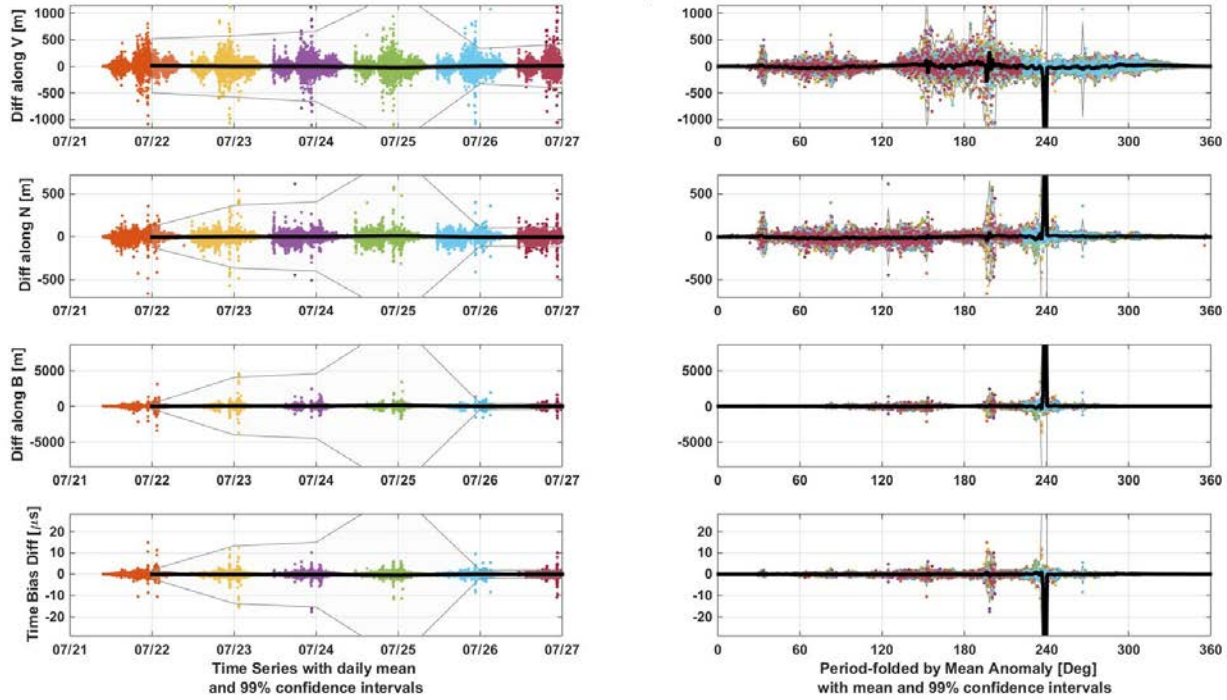 Diff along V [m]
1000
500
0
-500
-1000
07/21 07/22 07/23 07/24 07/25 07/26 07/27
1000
500
0
-500
-1000
0 60 120 180 240 300 360
Diff along N [m]
500
0
-500
07/21 07/22 07/23 07/24 07/25 07/26 07/27
500
0
-500
0 60 120 180 240 300 360
Diff along B [m]
5000
0
-5000
07/21 07/22 07/23 07/24 07/25 07/26 07/27
5000
0
-5000
0 60 120 180 240 300 360
Time Bias Diff [μs]
20
10
0
-10
-20
07/21 07/22 07/23 07/24 07/25 07/26 07/27
Time Series with daily mean
and 99% confidence intervals
20
10
0
-10
-20
0 60 120 180 240 300 360
Period-folded by Mean Anomaly [Deg]
with mean and 99% confidence intervals